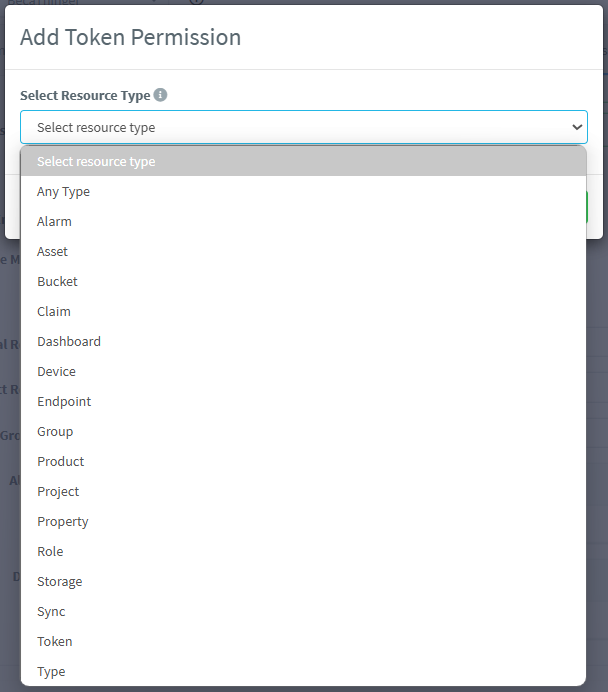 Add Token Permission
Select Resource Type
Select resource type
Select resource type
Any Type
Alarm
Asset
Bucket
Claim
Dashboard
Device
Endpoint
Group
Product
Project
Property
Role
Storage
Sync
Token
Type